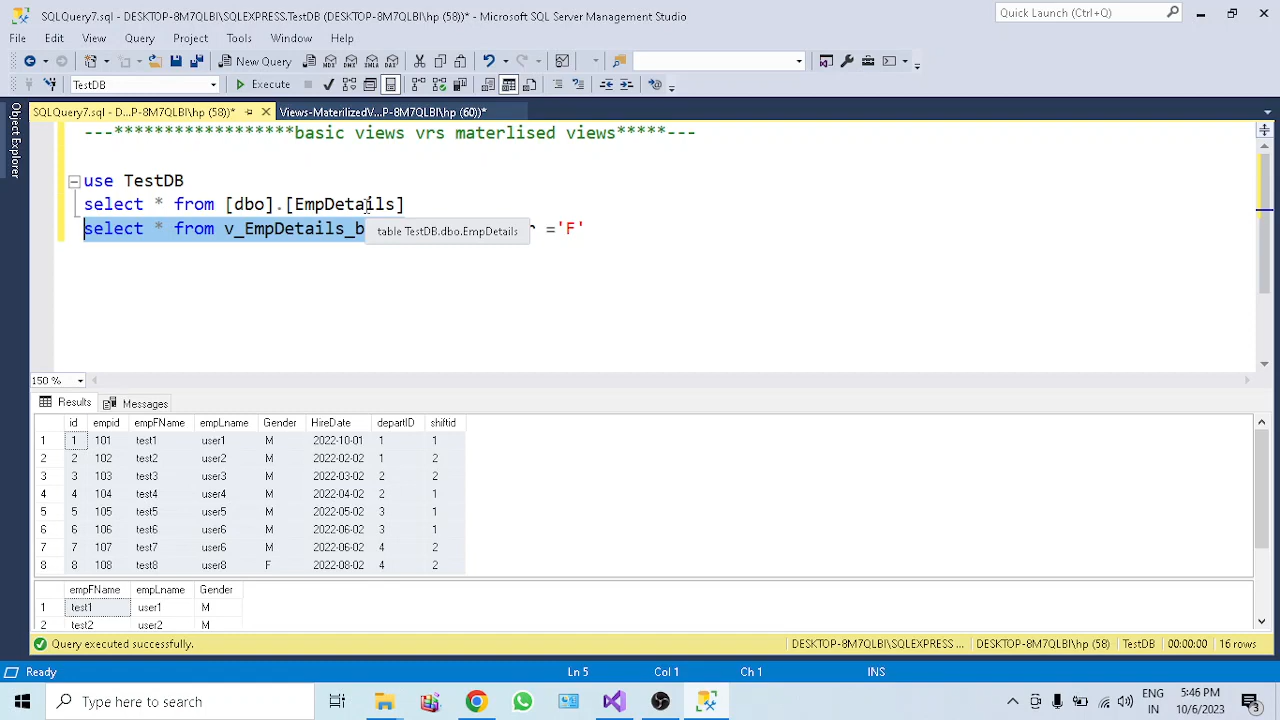 SQLQuery7.sql - DESKTOP-8M7QLBI\SQLEXPRESS.TestDB (DESKTOP-8M7QLBI\hp (58))* - Microsoft SQL Server Management Studio
Quick Launch (Ctrl+Q)
File Edit View Query Project Tools Window Help
New Query
TestDB Execute
SQLQuery7.sql - D...P-8M7QLBI\hp (58))* Views-MaterilizedV...P-8M7QLBI\hp (60))*
Object Explorer
---******************basic views vrs materlised views*****---
use TestDB
select * from [dbo].[EmpDetails]
select * from v_EmpDetails_b ='F'
table TestDB.dbo.EmpDetails
150 %
Results Messages
id empid empFName empLname Gender HireDate departID shiftid
1 1 101 test1 user1 M 2022-10-01 1 1
2 2 102 test2 user2 M 2022-02-02 1 2
3 3 103 test3 user3 M 2022-03-02 2 2
4 4 104 test4 user4 M 2022-04-02 2 1
5 5 105 test5 user5 M 2022-05-02 3 1
6 6 106 test6 user6 M 2022-06-02 3 1
7 7 107 test7 user6 M 2022-06-02 4 2
8 8 108 test8 user8 F 2022-08-02 4 2
empFName empLname Gender
1 test1 user1 M
2 test2 user2 M
Query executed successfully. DESKTOP-8M7QLBI\SQLEXPRESS ... DESKTOP-8M7QLBI\hp (58) TestDB 00:00:00 16 rows
Ready Ln 5 Col 1 Ch 1 INS
Type here to search
ENG
IN
5:46 PM
10/6/2023
3